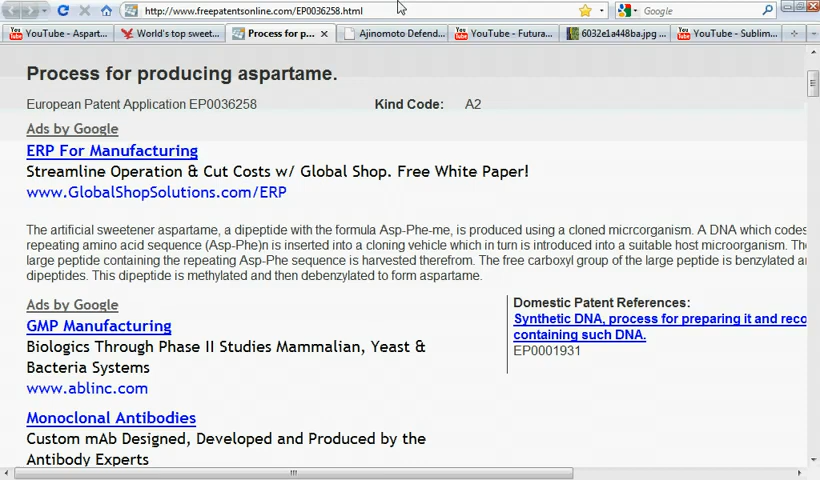 http://www.freepatentsonline.com/EP0036258.html
Google
YouTube - Aspart...
World's top sweet...
Process for p...
Ajinomoto Defend...
YouTube - Futura...
6032e1a448ba.jpg ...
YouTube - Sublim...
Process for producing aspartame.
European Patent Application EP0036258 Kind Code: A2
Ads by Google
ERP For Manufacturing
Streamline Operation & Cut Costs w/ Global Shop. Free White Paper!
www.GlobalShopSolutions.com/ERP
The artificial sweetener aspartame, a dipeptide with the formula Asp-Phe-me, is produced using a cloned micrcorganism. A DNA which codes
repeating amino acid sequence (Asp-Phe)n is inserted into a cloning vehicle which in turn is introduced into a suitable host microorganism. The
large peptide containing the repeating Asp-Phe sequence is harvested therefrom. The free carboxyl group of the large peptide is benzylated a
dipeptides. This dipeptide is methylated and then debenzylated to form aspartame.
Ads by Google
GMP Manufacturing
Biologics Through Phase II Studies Mammalian, Yeast &
Bacteria Systems
www.ablinc.com
Monoclonal Antibodies
Custom mAb Designed, Developed and Produced by the
Antibody Experts
Domestic Patent References:
Synthetic DNA, process for preparing it and reco
containing such DNA.
EP0001931